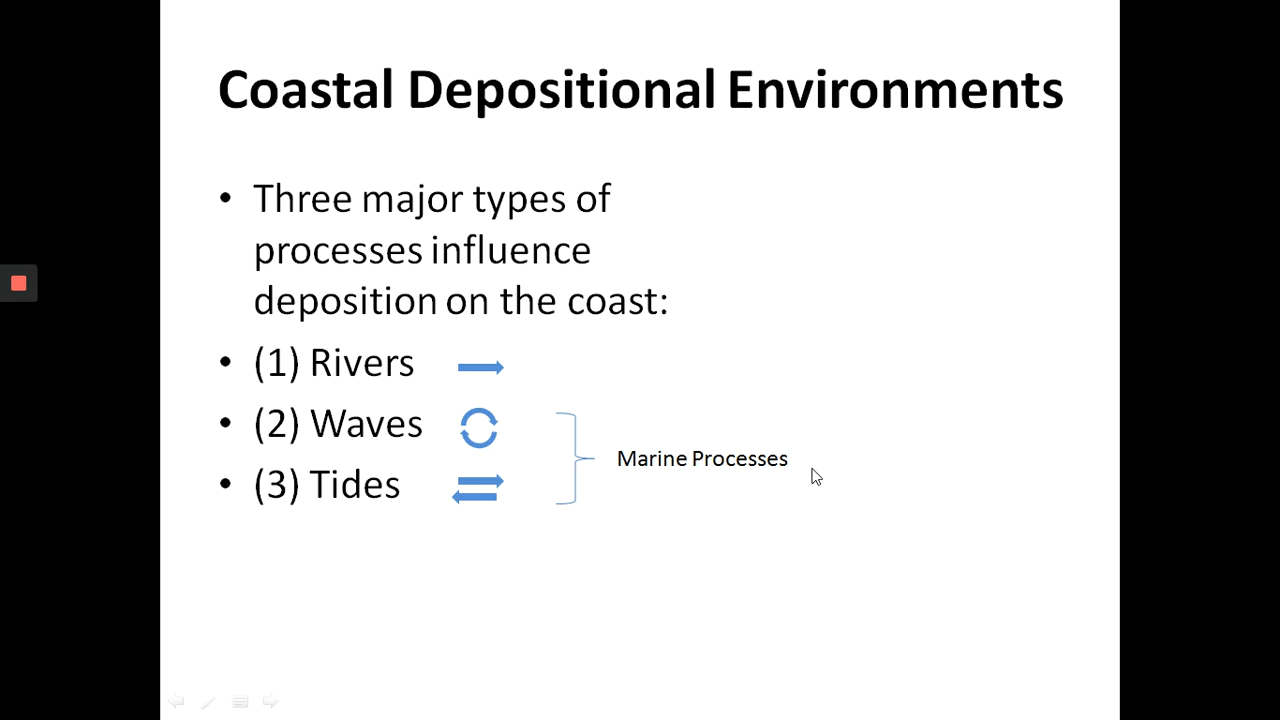 Coastal Depositional Environments
• Three major types of
processes influence
deposition on the coast:
• (1) Rivers
• (2) Waves
• (3) Tides
Marine Processes